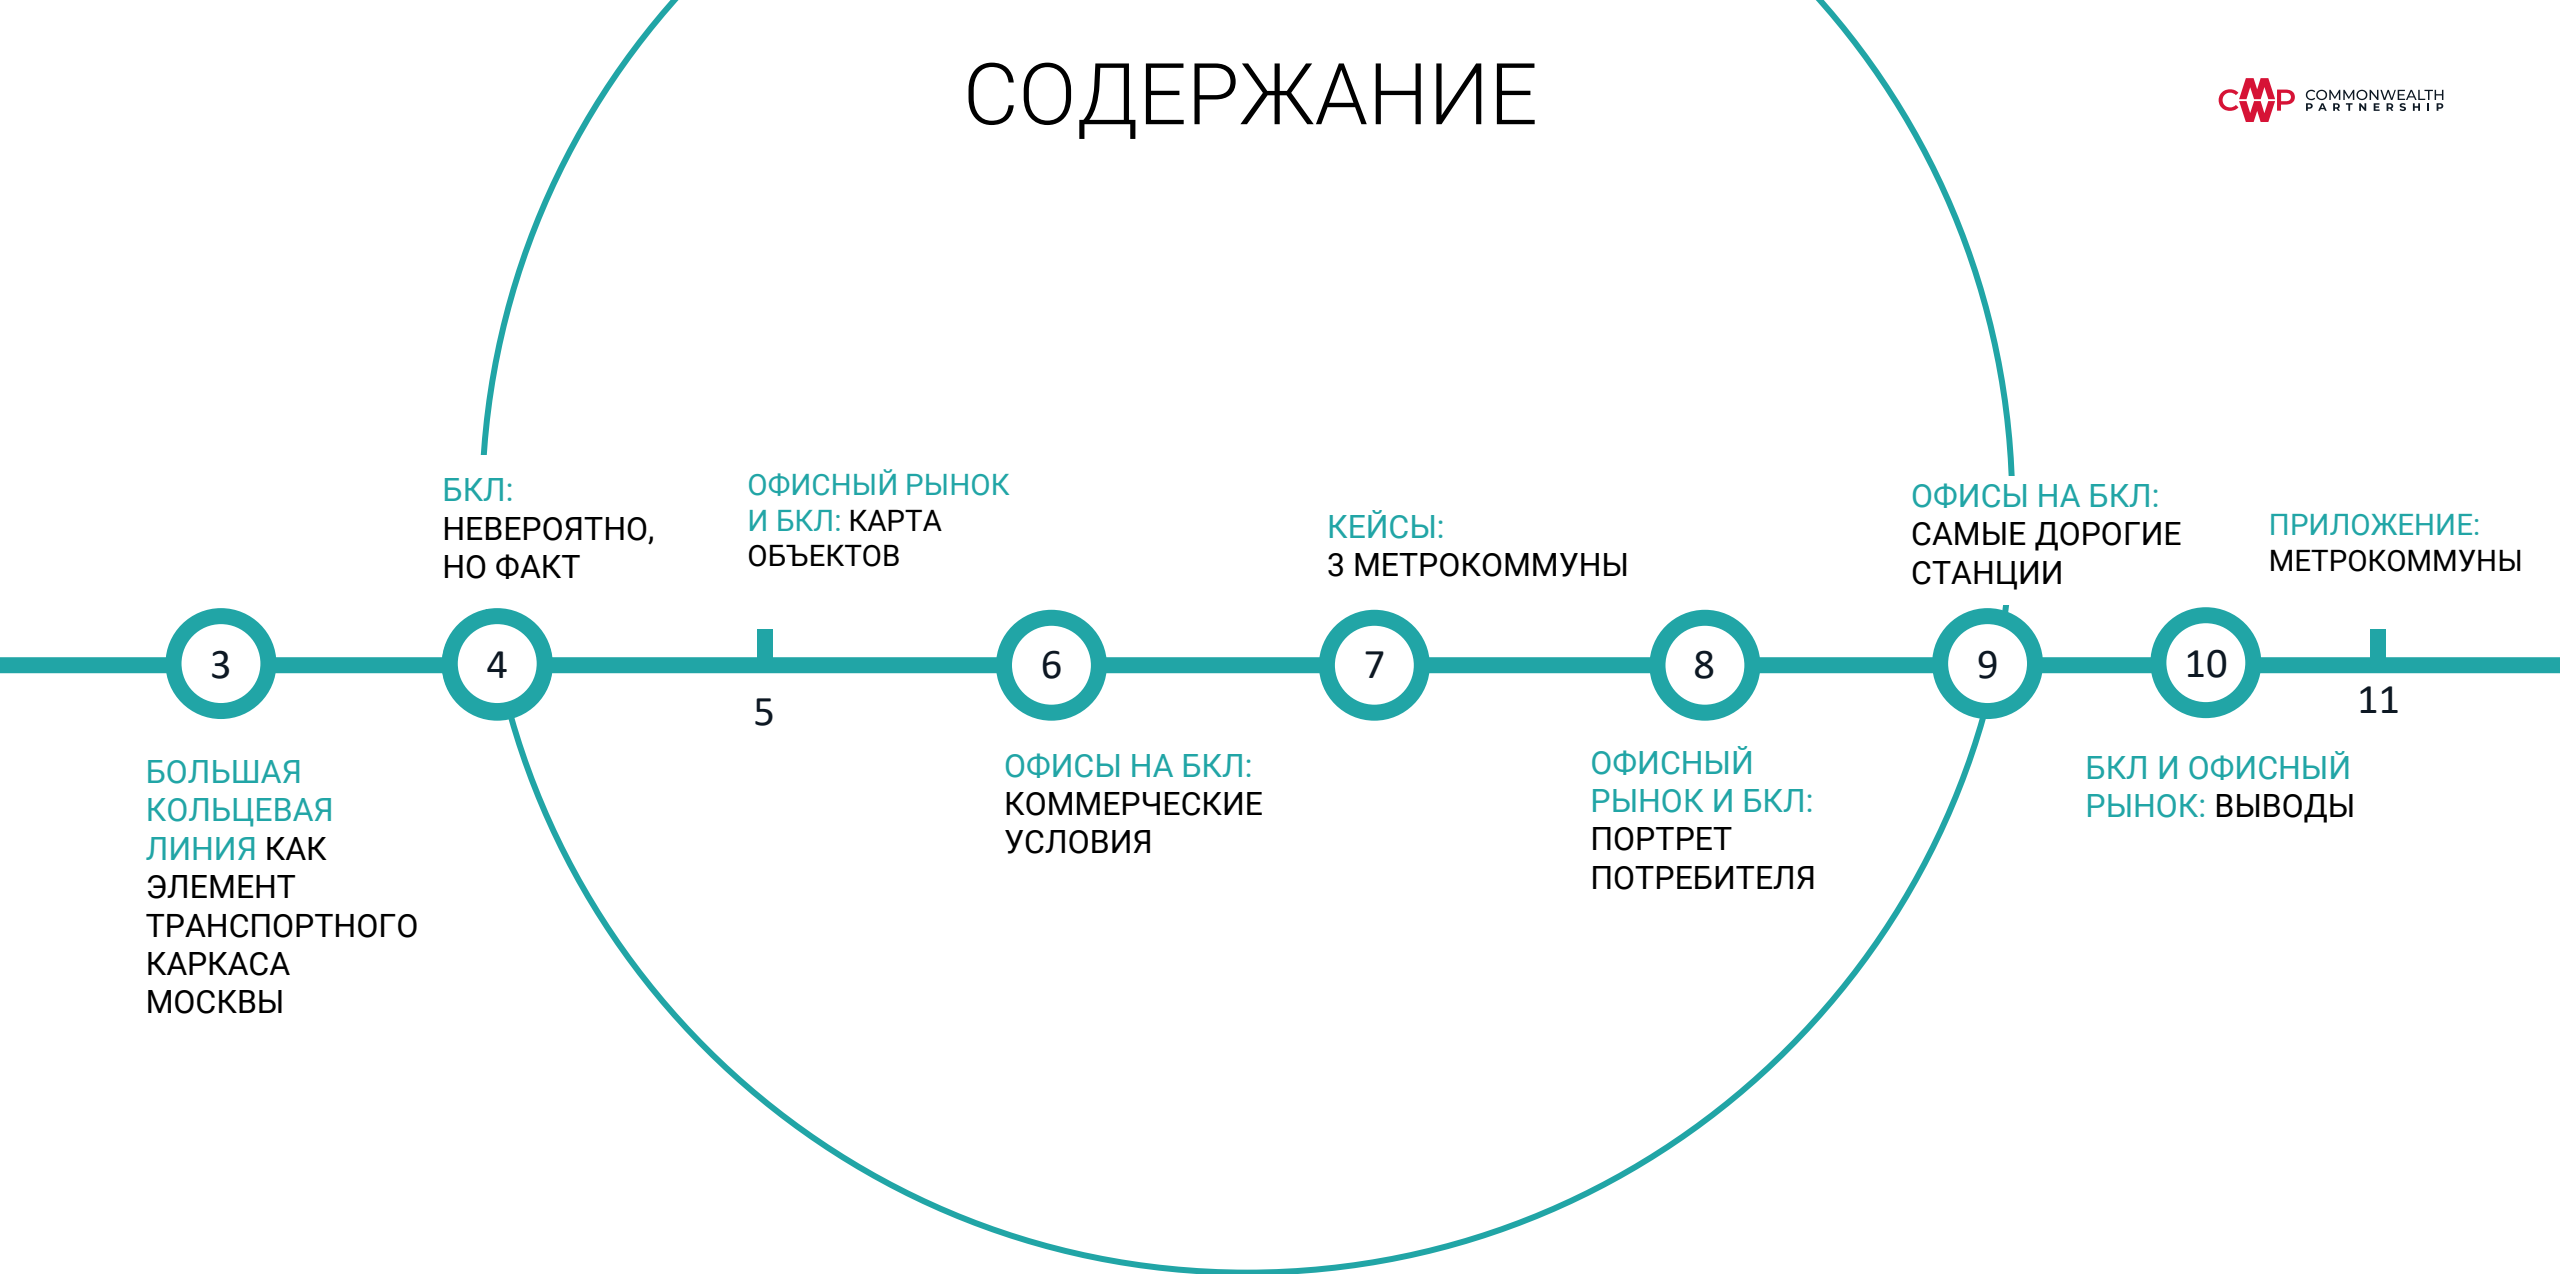 СОДЕРЖАНИЕ
CMWP COMMONWEALTH
PARTNERSHIP
3
БОЛЬШАЯ
КОЛЬЦЕВАЯ
ЛИНИЯ КАК
ЭЛЕМЕНТ
ТРАНСПОРТНОГО
КАРКАСА
МОСКВЫ
БКЛ:
НЕВЕРОЯТНО,
НО ФАКТ
4
ОФИСНЫЙ РЫНОК
И БКЛ: КАРТА
ОБЪЕКТОВ
5
6
ОФИСЫ НА БКЛ:
КОММЕРЧЕСКИЕ
УСЛОВИЯ
КЕЙСЫ:
3 МЕТРОКОММУНЫ
7
8
ОФИСНЫЙ
РЫНОК И БКЛ:
ПОРТРЕТ
ПОТРЕБИТЕЛЯ
ОФИСЫ НА БКЛ:
САМЫЕ ДОРОГИЕ
СТАНЦИИ
9
10
БКЛ И ОФИСНЫЙ
РЫНОК: ВЫВОДЫ
ПРИЛОЖЕНИЕ:
МЕТРОКОММУНЫ
11